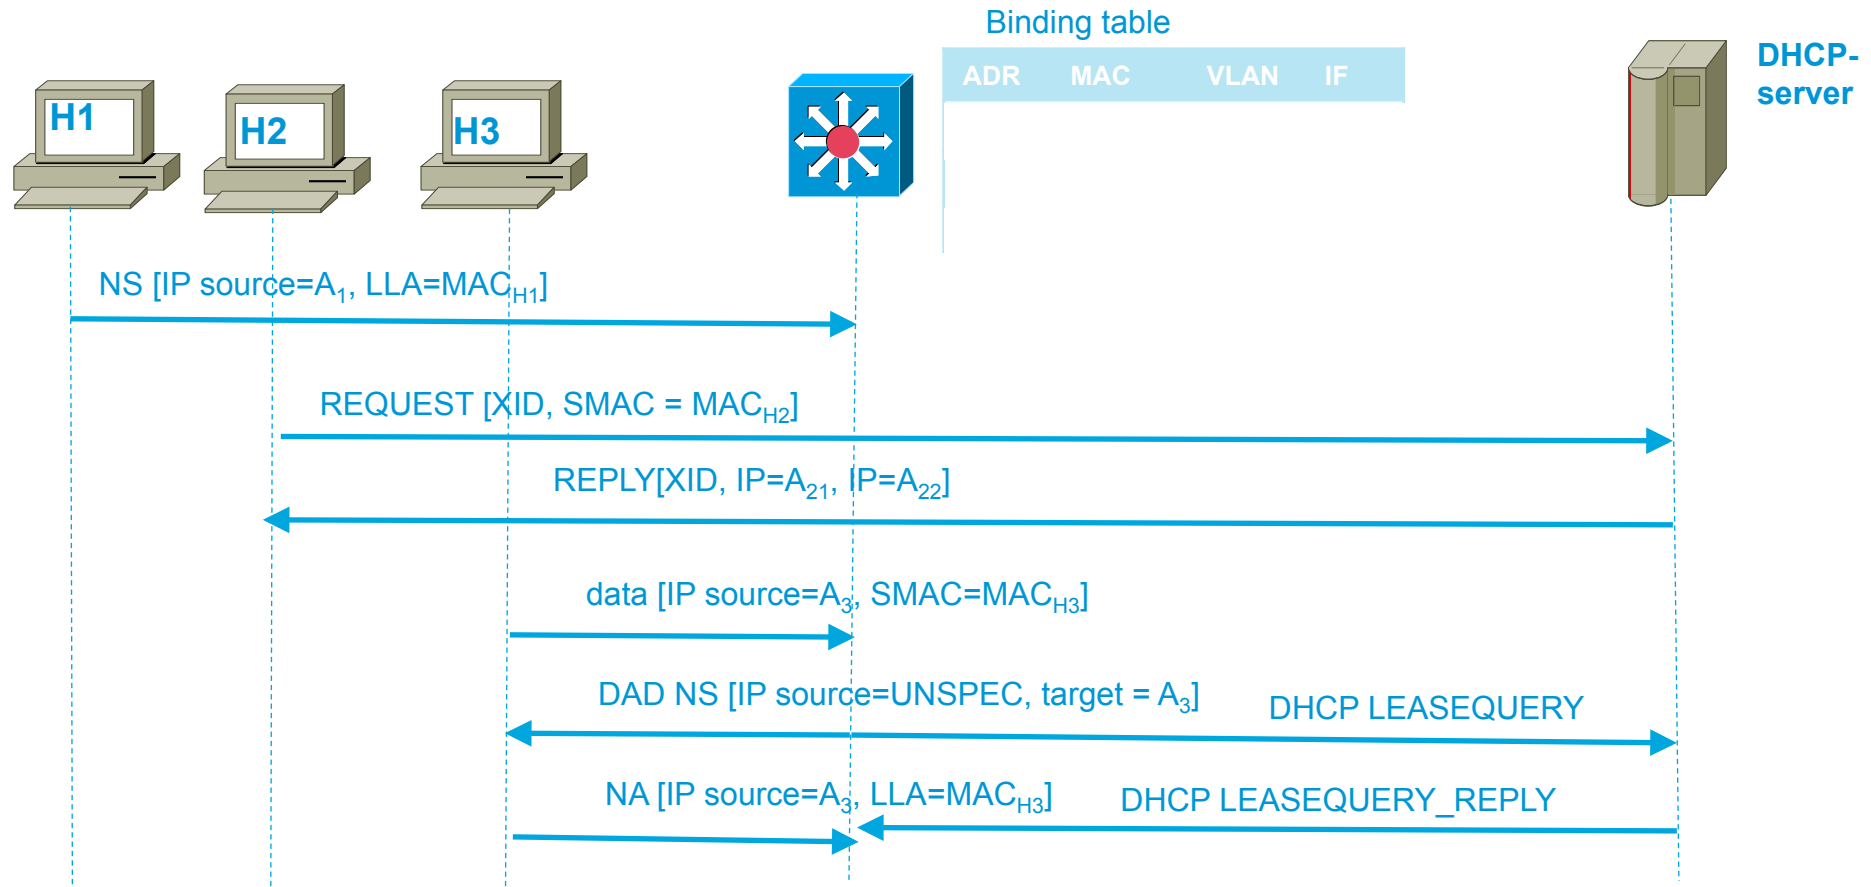 Binding table
ADR MAC VLAN IF
DHCP-
server
H1
H2
H3
NS [IP source=A1, LLA=MACH1]
REQUEST [XID, SMAC = MACH2]
REPLY[XID, IP=A21, IP=A22]
data [IP source=A3, SMAC=MACH3]
DAD NS [IP source=UNSPEC, target = A3]
DHCP LEASEQUERY
NA [IP source=A3, LLA=MACH3]
DHCP LEASEQUERY_REPLY